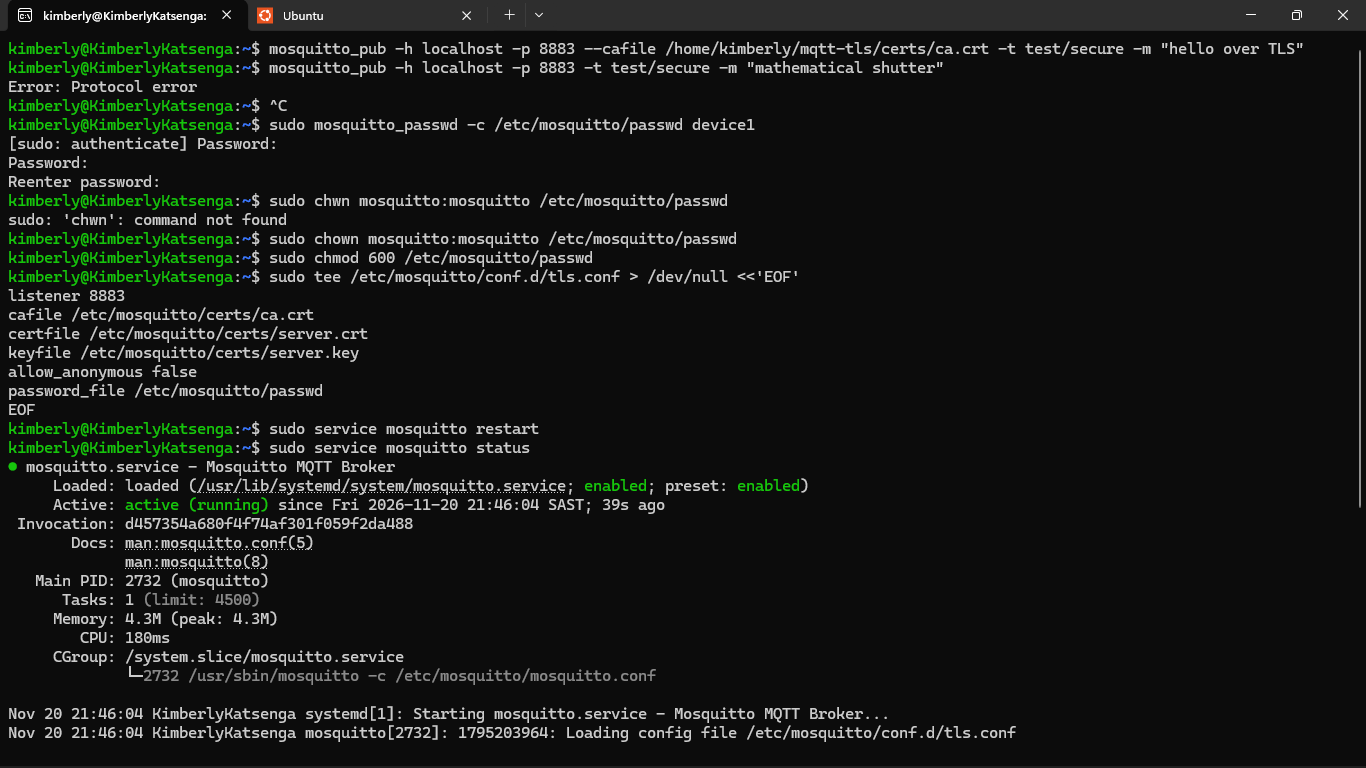 kimberly@KimberlyKatsenga: Ubuntu
kimberly@KimberlyKatsenga:~$ mosquitto_pub -h localhost -p 8883 --cafile /home/kimberly/mqtt-tls/certs/ca.crt -t test/secure -m "hello over TLS"
kimberly@KimberlyKatsenga:~$ mosquitto_pub -h localhost -p 8883 -t test/secure -m "mathematical shutter"
Error: Protocol error
kimberly@KimberlyKatsenga:~$ ^C
kimberly@KimberlyKatsenga:~$ sudo mosquitto_passwd -c /etc/mosquitto/passwd device1
[sudo: authenticate] Password:
Password:
Reenter password:
kimberly@KimberlyKatsenga:~$ sudo chwn mosquitto:mosquitto /etc/mosquitto/passwd
sudo: 'chwn': command not found
kimberly@KimberlyKatsenga:~$ sudo chown mosquitto:mosquitto /etc/mosquitto/passwd
kimberly@KimberlyKatsenga:~$ sudo chmod 600 /etc/mosquitto/passwd
kimberly@KimberlyKatsenga:~$ sudo tee /etc/mosquitto/conf.d/tls.conf > /dev/null <<'EOF'
listener 8883
cafile /etc/mosquitto/certs/ca.crt
certfile /etc/mosquitto/certs/server.crt
keyfile /etc/mosquitto/certs/server.key
allow_anonymous false
password_file /etc/mosquitto/passwd
EOF
kimberly@KimberlyKatsenga:~$ sudo service mosquitto restart
kimberly@KimberlyKatsenga:~$ sudo service mosquitto status
● mosquitto.service - Mosquitto MQTT Broker
Loaded: loaded (/usr/lib/systemd/system/mosquitto.service; enabled; preset: enabled)
Active: active (running) since Fri 2026-11-20 21:46:04 SAST; 39s ago
Invocation: d457354a680f4f74af301f059f2da488
Docs: man:mosquitto.conf(5)
man:mosquitto(8)
Main PID: 2732 (mosquitto)
Tasks: 1 (limit: 4500)
Memory: 4.3M (peak: 4.3M)
CPU: 180ms
CGroup: /system.slice/mosquitto.service
└─2732 /usr/sbin/mosquitto -c /etc/mosquitto/mosquitto.conf
Nov 20 21:46:04 KimberlyKatsenga systemd[1]: Starting mosquitto.service - Mosquitto MQTT Broker...
Nov 20 21:46:04 KimberlyKatsenga mosquitto[2732]: 1795203964: Loading config file /etc/mosquitto/conf.d/tls.conf